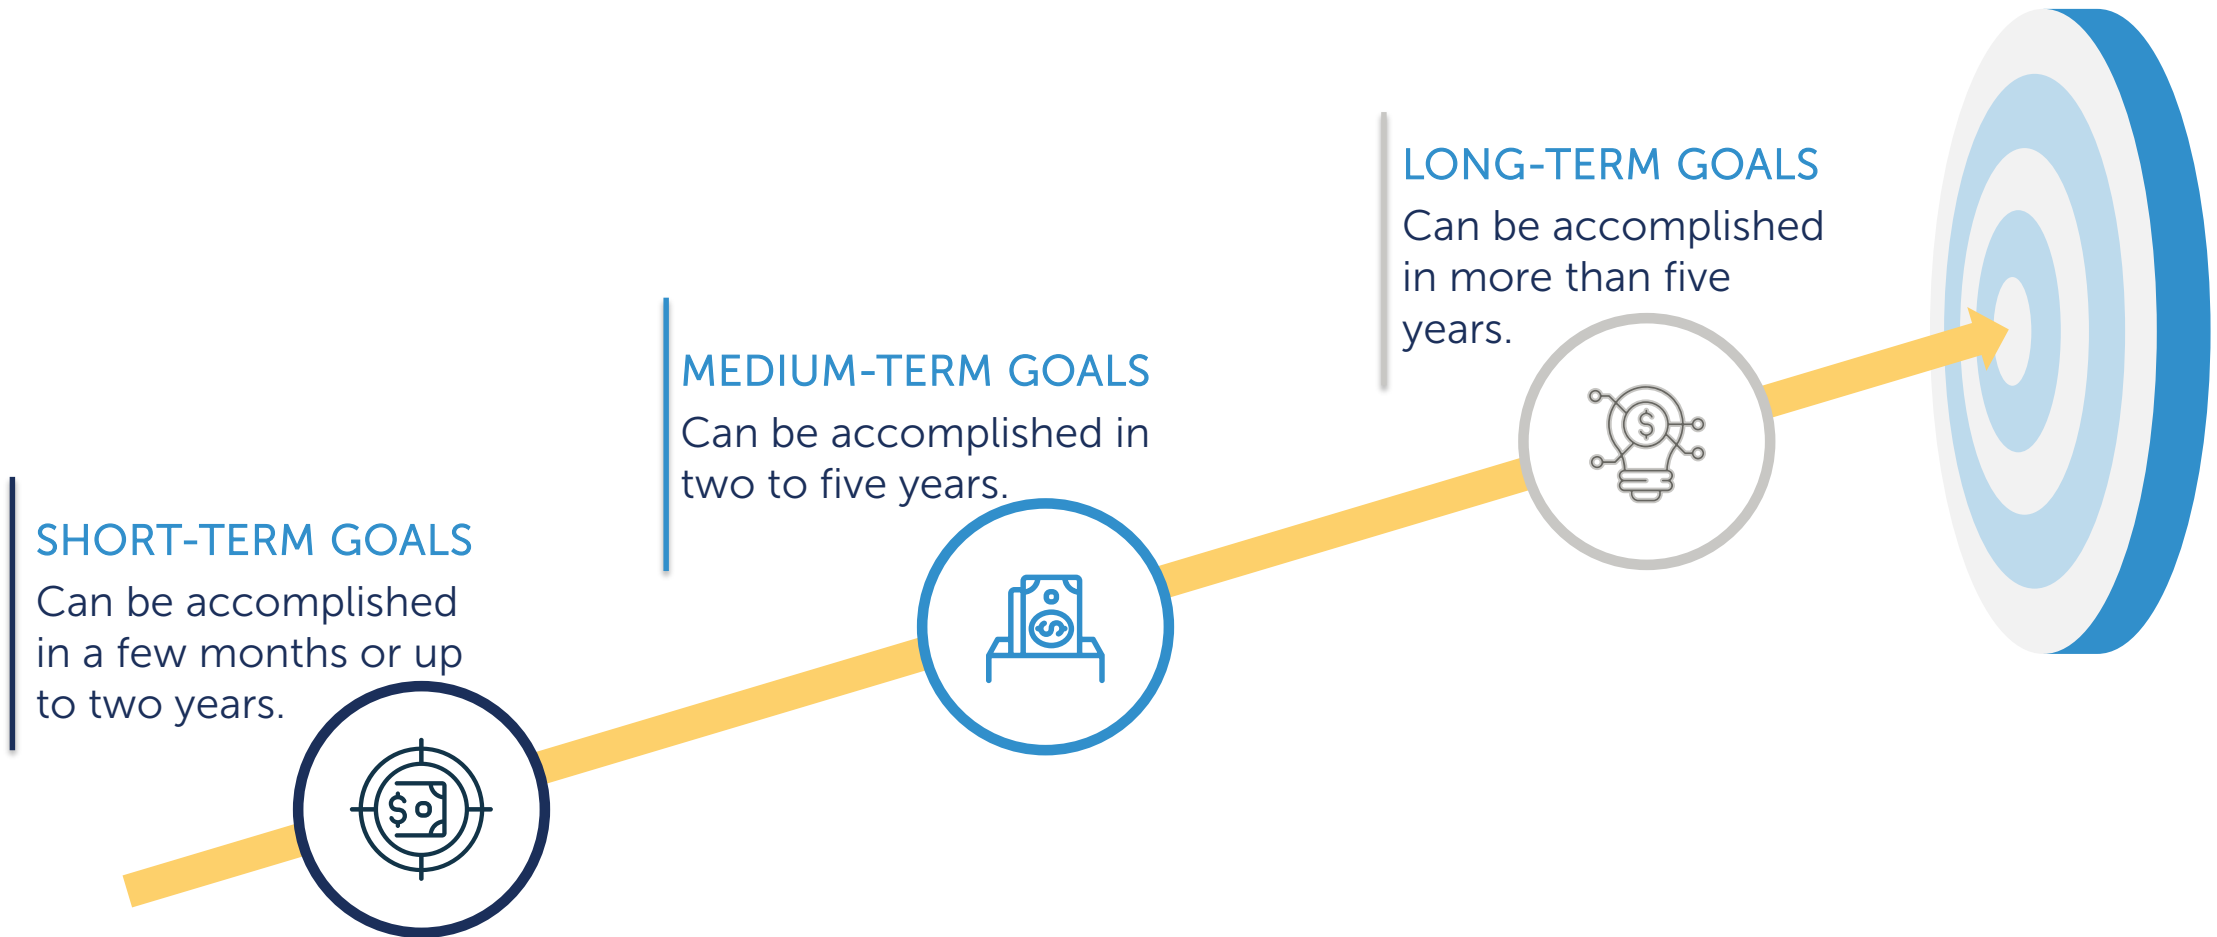 SHORT-TERM GOALS
Can be accomplished
in a few months or up
to two years.
MEDIUM-TERM GOALS
Can be accomplished in
two to five years.
LONG-TERM GOALS
Can be accomplished
in more than five
years.